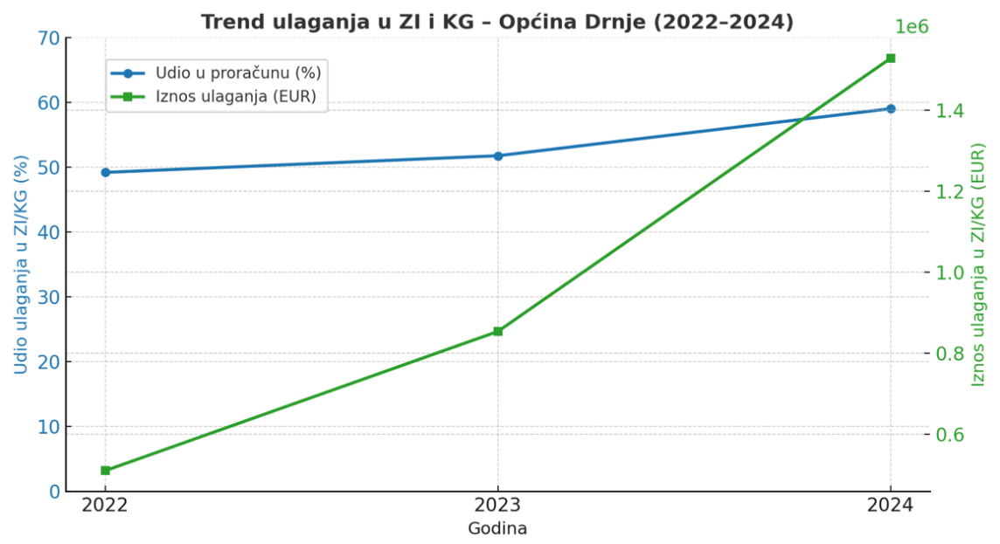 Trend ulaganja u ZI i KG – Općina Drnje (2022–2024)
1e6
Udio u proračunu (%)
Iznos ulaganja (EUR)
Udio ulaganja u ZI/KG (%)
70
60
50
40
30
20
10
0
1.4
1.2
1.0
0.8
0.6
Iznos ulaganja u ZI/KG (EUR)
2022 2023 2024
Godina